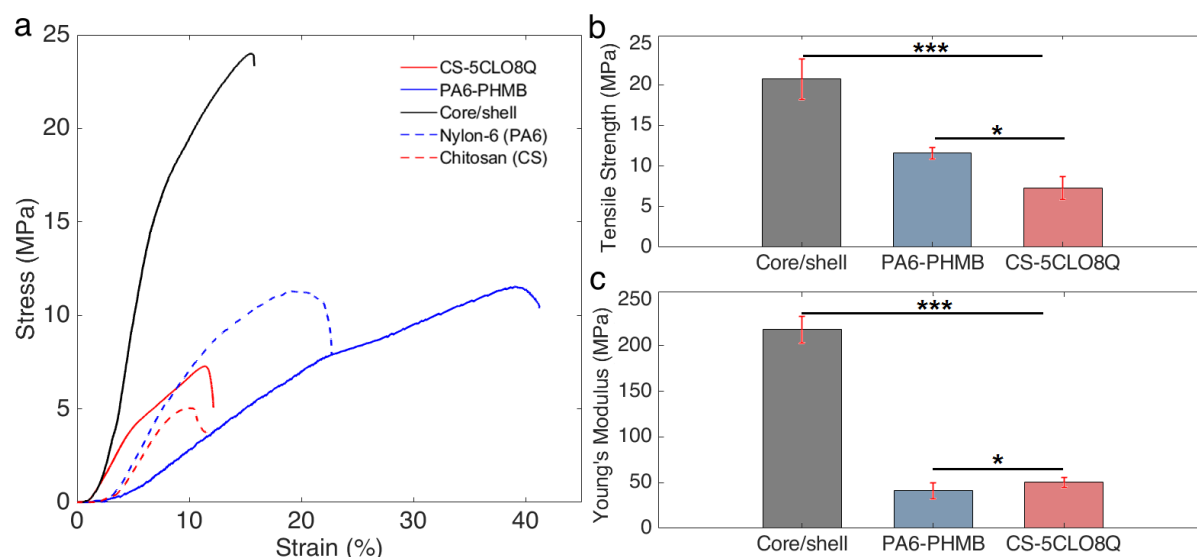 a
25
20
15
10
5
0
Stress (MPa)
0 10 20 30 40
Strain (%)
CS-5CLO8Q
PA6-PHMB
Core/shell
Nylon-6 (PA6)
Chitosan (CS)
b
25
20
15
10
5
0
Tensile Strength (MPa)
***
*
Core/shell PA6-PHMB CS-5CLO8Q
c
250
200
150
100
50
0
Young's Modulus (MPa)
***
*
Core/shell PA6-PHMB CS-5CLO8Q